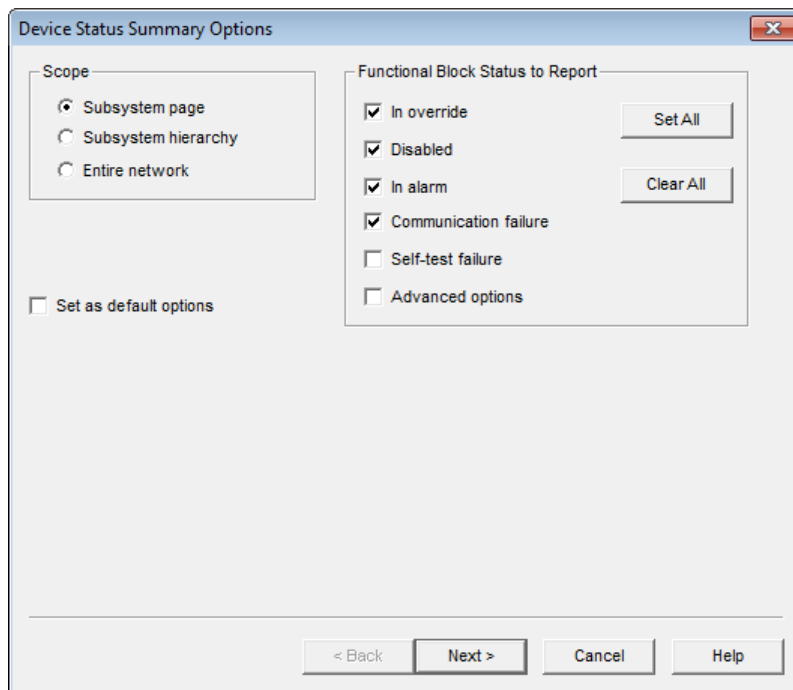 Device Status Summary Options
Scope
Subsystem page
Subsystem hierarchy
Entire network
Set as default options
Functional Block Status to Report
In override
Disabled
In alarm
Communication failure
Self-test failure
Advanced options
Set All
Clear All
< Back
Next >
Cancel
Help